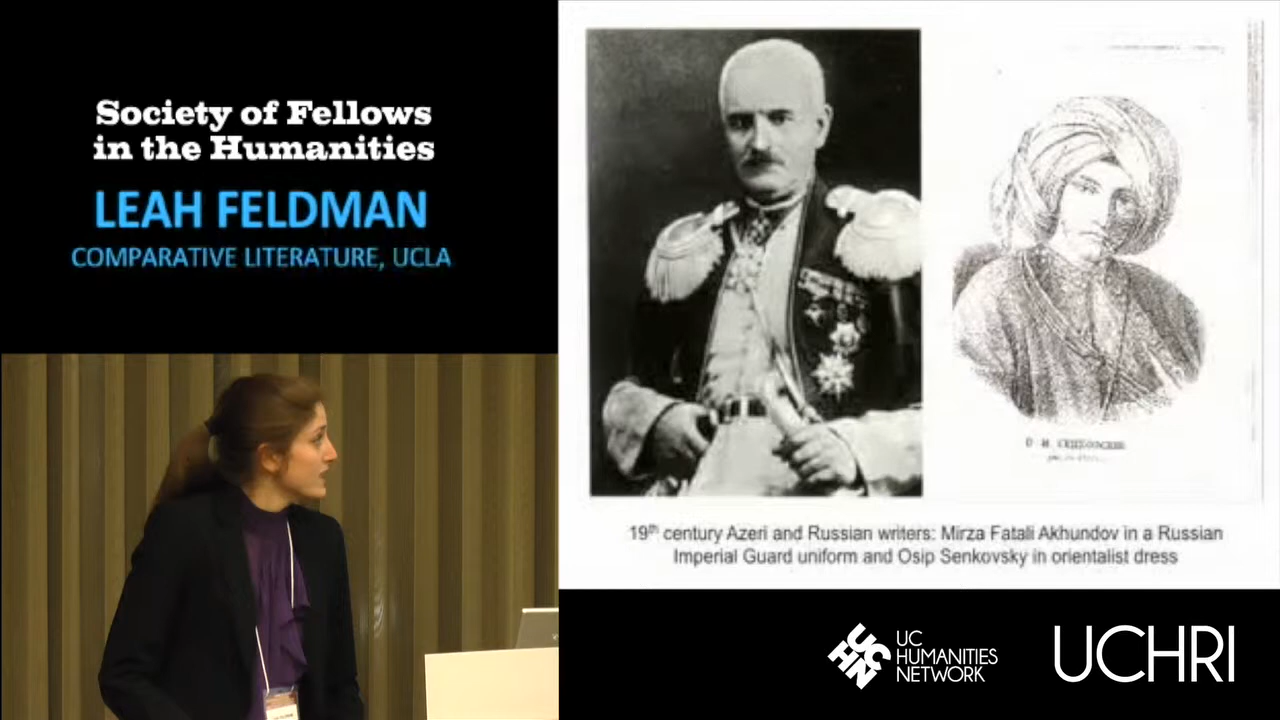 Society of Fellows
in the Humanities
LEAH FELDMAN
COMPARATIVE LITERATURE, UCLA
19th century Azeri and Russian writers: Mirza Fatali Akhundov in a Russian
Imperial Guard uniform and Osip Senkovsky in orientalist dress
UC
HUMANITIES
NETWORK
UCHRI